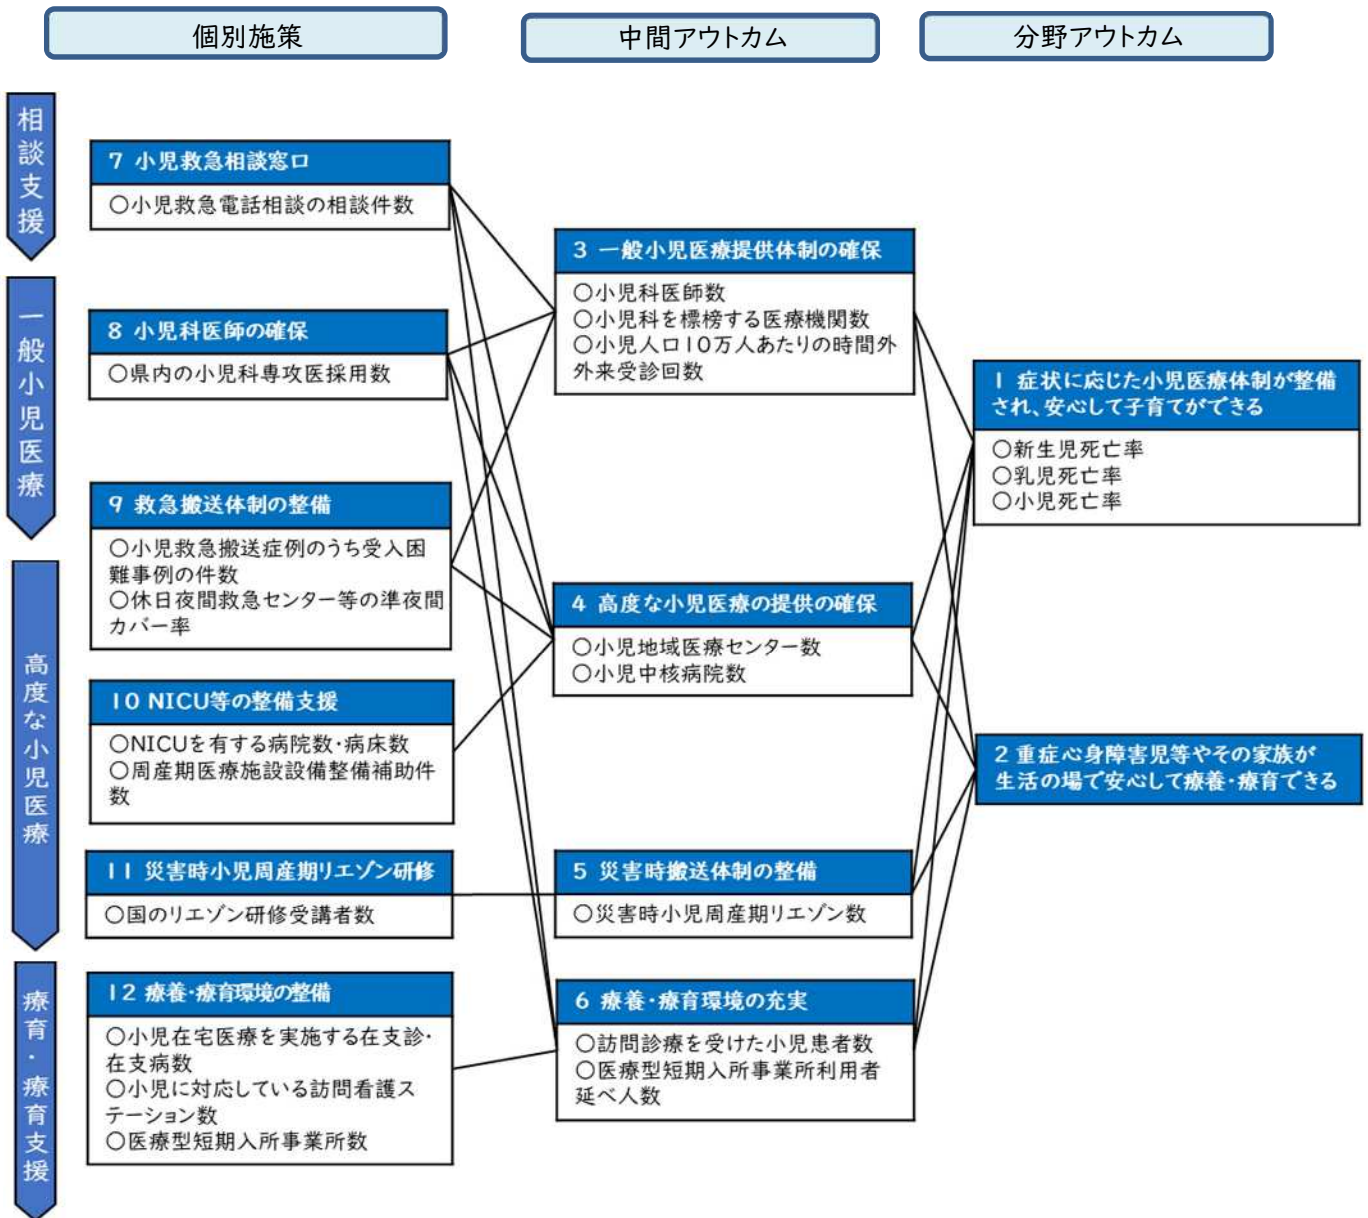 個別施策
中間アウトカム
分野アウトカム
相談支援
一般小児医療
高度な小児医療
療育・療育支援
7 小児救急相談窓口
○小児救急電話相談の相談件数
8 小児科医師の確保
○県内の小児科専攻医採用数
9 救急搬送体制の整備
○小児救急搬送症例のうち受入困
難事例の件数
○休日夜間救急センター等の準夜間
カバー率
10 NICU等の整備支援
○NICUを有する病院数・病床数
○周産期医療施設設備整備補助件
数
11 災害時小児周産期リエゾン研修
○国のリエゾン研修受講者数
12 療養・療育環境の整備
○小児在宅医療を実施する在支診・
在支病数
○小児に対応している訪問看護ス
テーション数
○医療型短期入所事業所数
3 一般小児医療提供体制の確保
○小児科医師数
○小児科を標榜する医療機関数
○小児人口10万人あたりの時間外
外来受診回数
4 高度な小児医療の提供の確保
○小児地域医療センター数
○小児中核病院数
5 災害時搬送体制の整備
○災害時小児周産期リエゾン数
6 療養・療育環境の充実
○訪問診療を受けた小児患者数
○医療型短期入所事業所利用者
延べ人数
1 症状に応じた小児医療体制が整備
され、安心して子育てができる
○新生児死亡率
○乳児死亡率
○小児死亡率
2 重症心身障害児等やその家族が
生活の場で安心して療養・療育できる